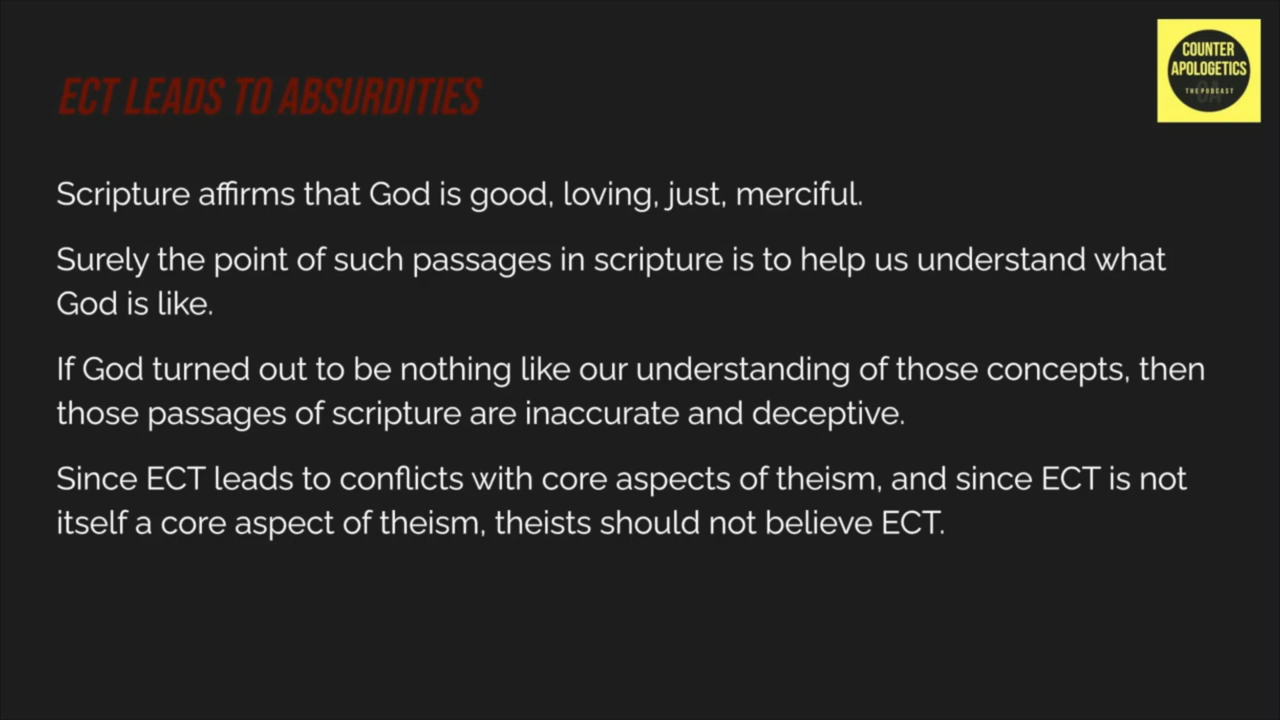 ECT LEADS TO ABSURDITIES
COUNTER
APOLOGETICS
THE PODCAST
CA
Scripture affirms that God is good, loving, just, merciful.
Surely the point of such passages in scripture is to help us understand what
God is like.
If God turned out to be nothing like our understanding of those concepts, then
those passages of scripture are inaccurate and deceptive.
Since ECT leads to conflicts with core aspects of theism, and since ECT is not
itself a core aspect of theism, theists should not believe ECT.